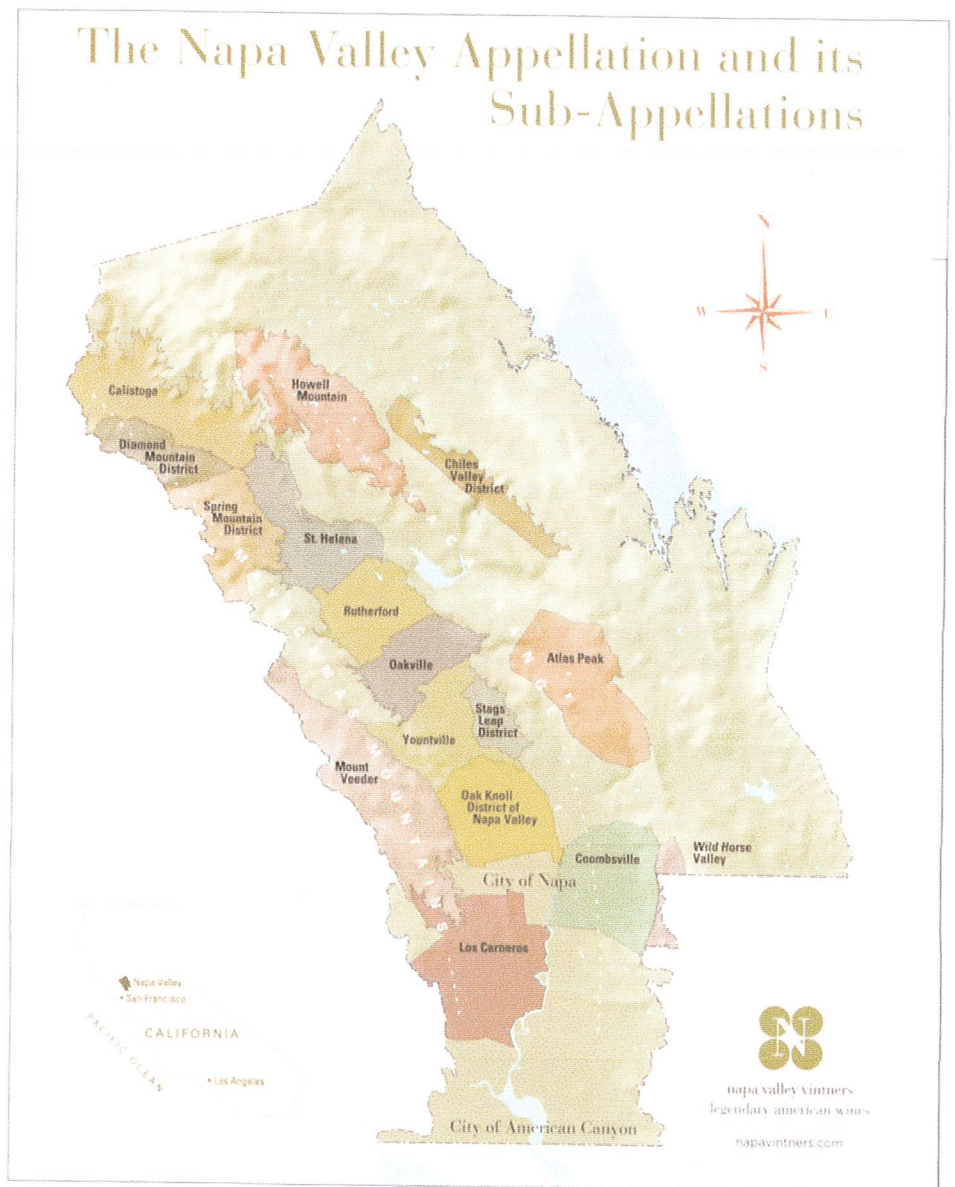 The Napa Valley Appellation and its
Sub-Appellations
N
W
E
S
Calistoga
Howell
Mountain
Diamond
Mountain
District
Chiles
Valley
District
Spring
Mountain
District
St. Helena
Rutherford
Oakville
Atlas Peak
Stags
Leap
District
Yountville
Mount
Veeder
Oak Knoll
District of
Napa Valley
Coombsville
Wild Horse
Valley
City of Napa
Los Carneros
MAYACAMAS MOUNTAINS
Napa Valley
San Francisco
CALIFORNIA
PACIFIC OCEAN
Los Angeles
City of American Canyon
N
napa valley vintners
legendary american wines
napavintners.com